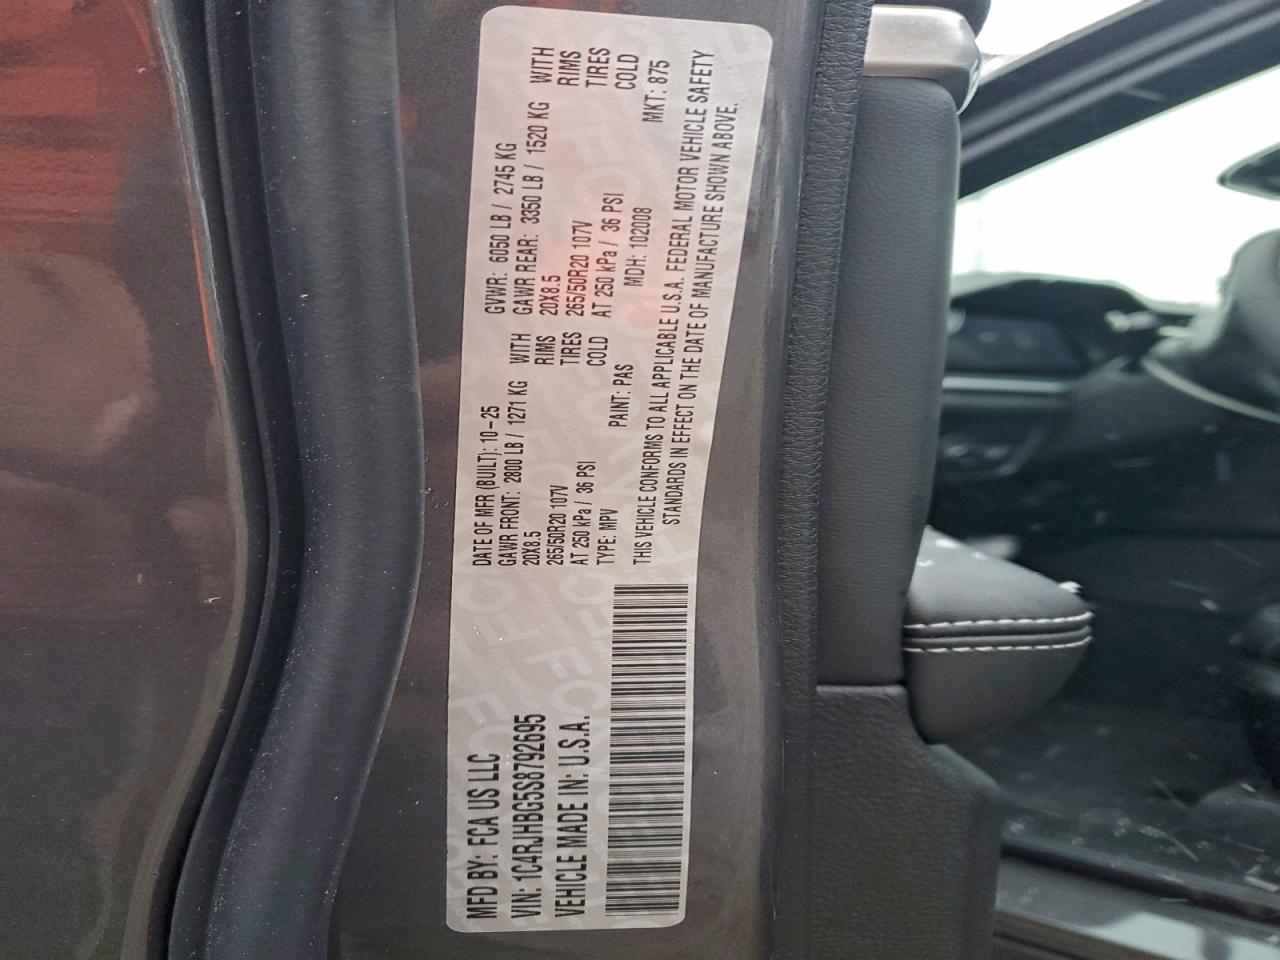 MFD BY: FCA US LLC
VIN: 1C4RJHBG5S8792695
VEHICLE MADE IN: U.S.A.
DATE OF MFR (BUILT): 10-25 GVWR: 6050 LB / 2745 KG
GAWR FRONT: 2800 LB / 1271 KG WITH GAWR REAR: 3350 LB / 1520 KG WITH
20X8.5 RIMS 20X8.5 RIMS
265/50R20 107V TIRES 265/50R20 107V TIRES
AT 250 kPa / 36 PSI COLD AT 250 kPa / 36 PSI COLD
TYPE: MPV PAINT: PAS MDH: 102008 MKT: 875
THIS VEHICLE CONFORMS TO ALL APPLICABLE U.S.A. FEDERAL MOTOR VEHICLE SAFETY
STANDARDS IN EFFECT ON THE DATE OF MANUFACTURE SHOWN ABOVE.